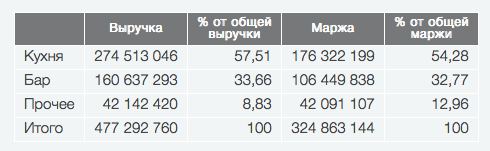 Выручка % от общей выручки Маржа % от общей маржи
Кухня 274 513 046 57,51 176 322 199 54,28
Бар 160 637 293 33,66 106 449 838 32,77
Прочее 42 142 420 8,83 42 091 107 12,96
Итого 477 292 760 100 324 863 144 100